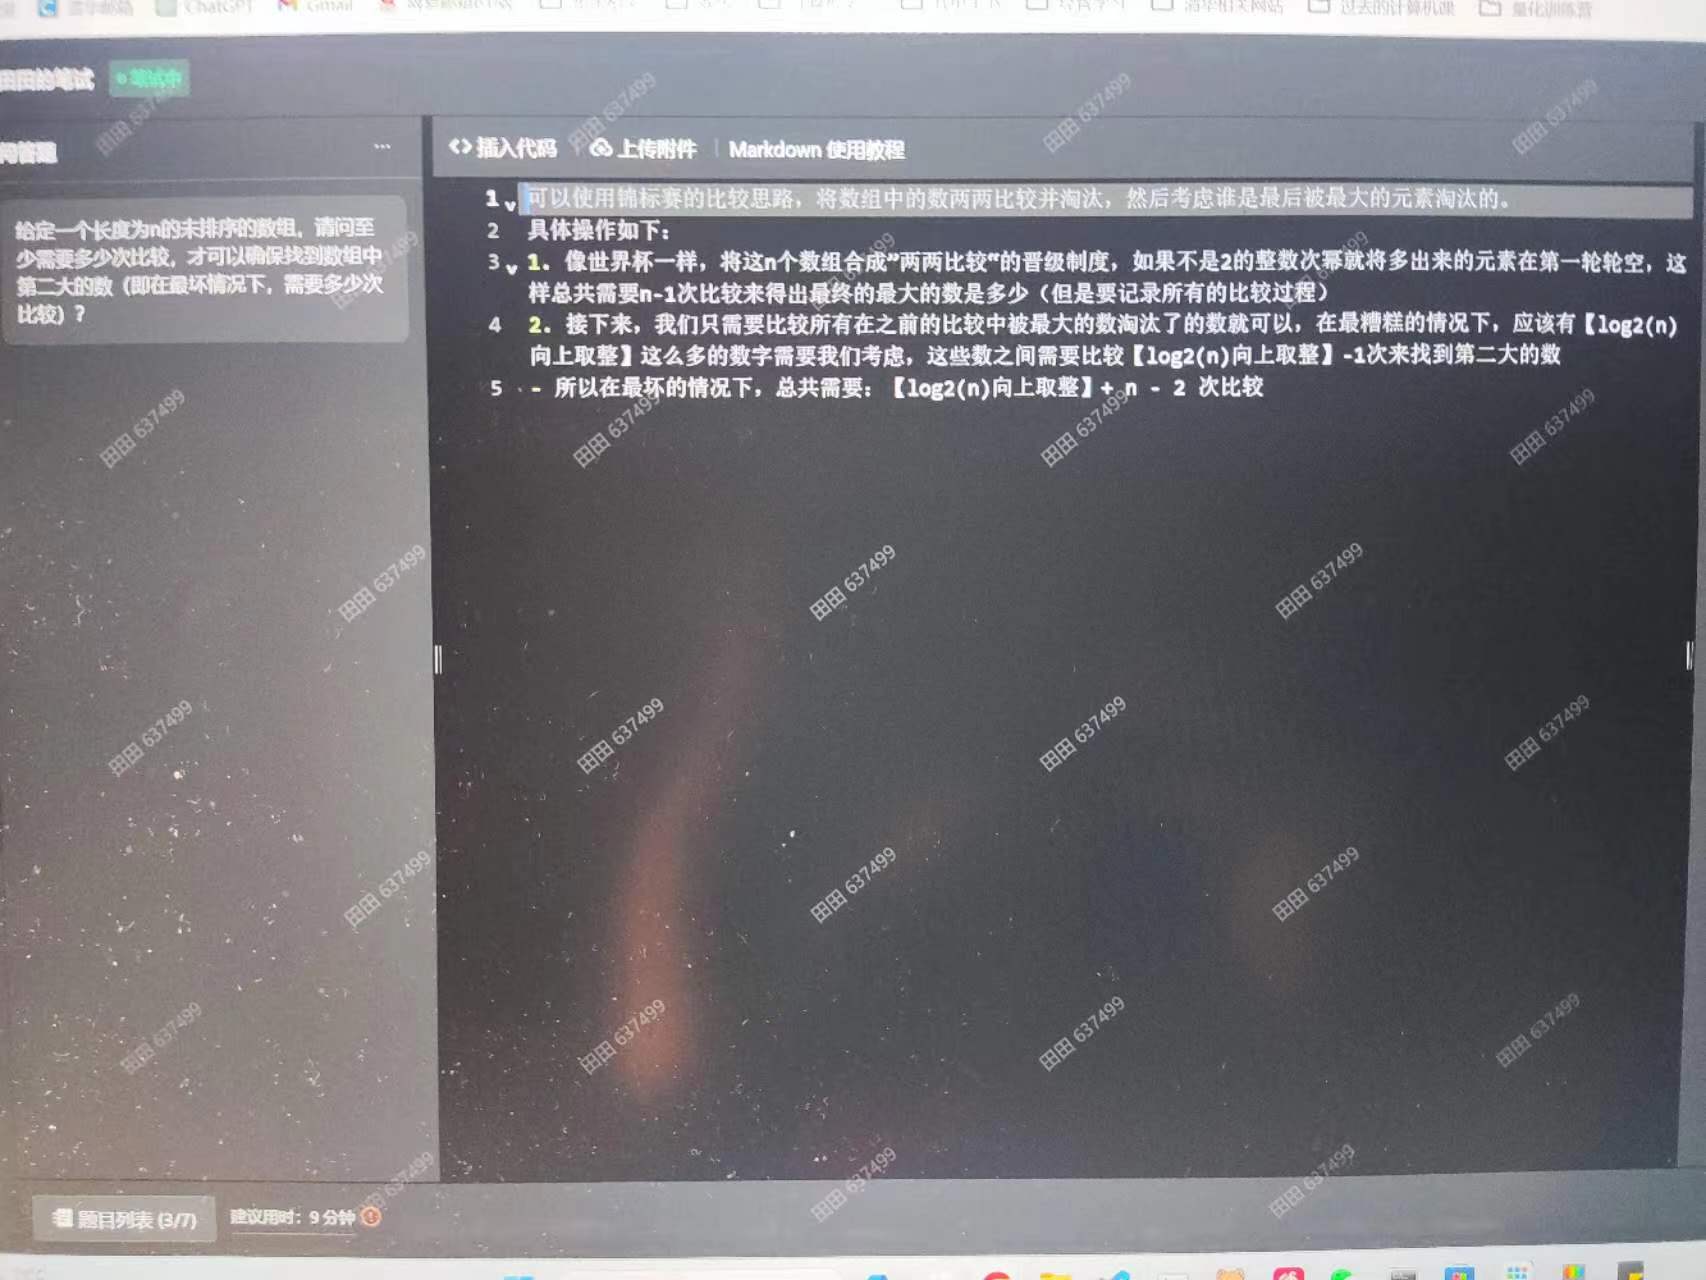 ChatGPT
Gmail
清华相关网站
过去的计算机课
量化训练营
田田的笔试
笔试中
问答题
...
插入代码
上传附件
Markdown 使用教程
给定一个长度为n的未排序的数组，请问至
少需要多少次比较，才可以确保找到数组中
第二大的数（即在最坏情况下，需要多少次
比较）？
1 可以使用锦标赛的比较思路，将数组中的数两两比较并淘汰，然后考虑谁是最后被最大的元素淘汰的。
2 具体操作如下：
3 1. 像世界杯一样，将这n个数组合成”两两比较“的晋级制度，如果不是2的整数次幂就将多出来的元素在第一轮轮空，这
样总共需要n-1次比较来得出最终的最大的数是多少（但是要记录所有的比较过程）
4 2. 接下来，我们只需要比较所有在之前的比较中被最大的数淘汰了的数就可以，在最糟糕的情况下，应该有【log2(n)
向上取整】这么多的数字需要我们考虑，这些数之间需要比较【log2(n)向上取整】-1次来找到第二大的数
5 - 所以在最坏的情况下，总共需要：【log2(n)向上取整】+ n - 2 次比较
田田 637499
题目列表 (3/7)
建议用时：9 分钟